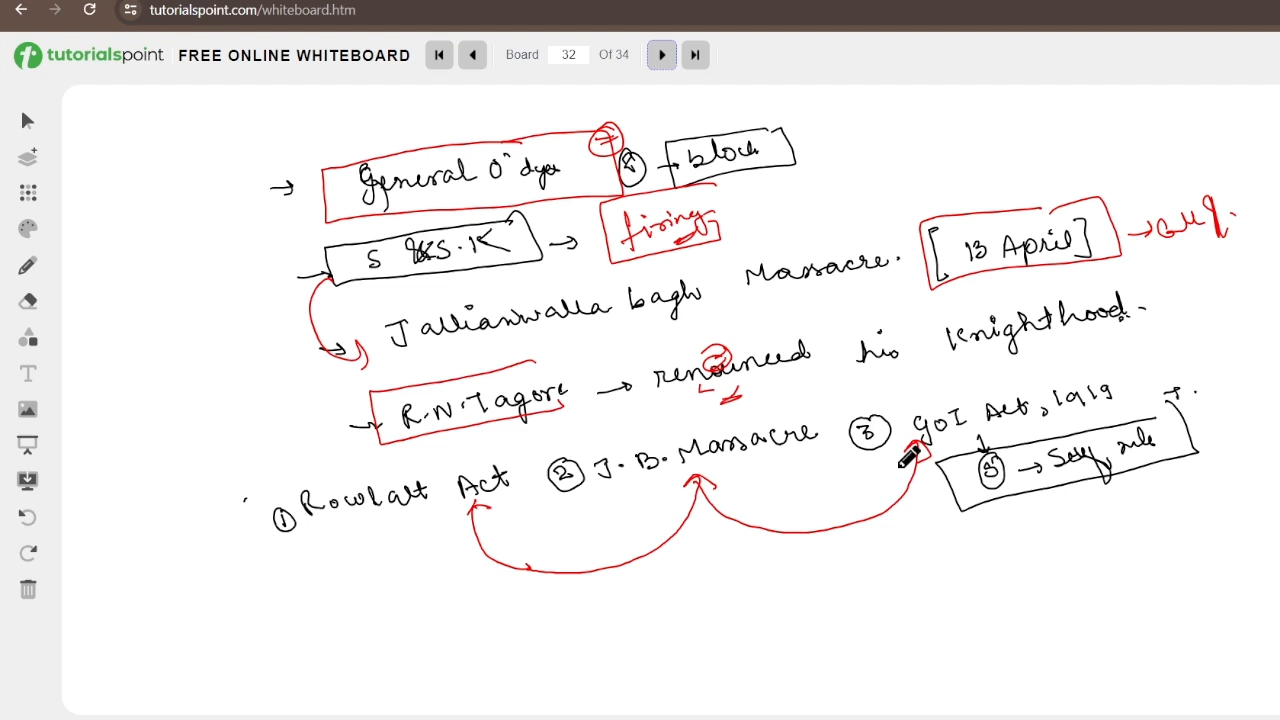 tutorialspoint.com/whiteboard.htm
tutorialspoint FREE ONLINE WHITEBOARD Board 32 Of 34
→ General O" dyer → block
S S.K → firing
[13 April] →
→ Jallianwalla bagh Massacre.
→ R.N.Tagore → renounced his Knighthood.
① Rowlatt Act ② J.B. Massacre ③ GOI Act, 1919
→ Self rule